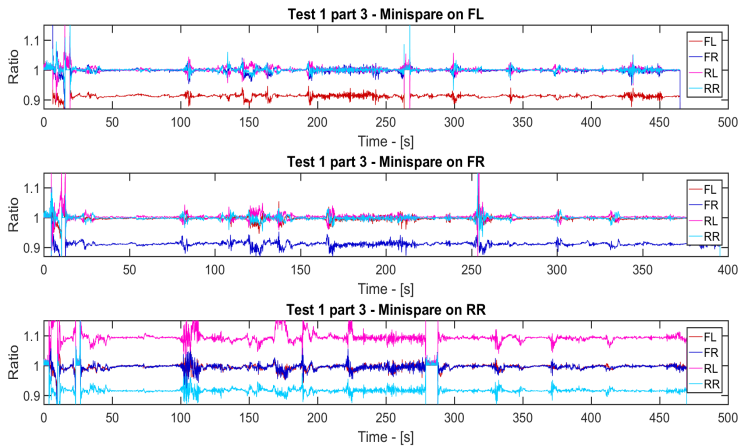 Test 1 part 3 - Minispare on FL
1.1
1
0.9
Ratio
FL
FR
RL
RR
0 50 100 150 200 250 300 350 400 450 500
Time - [s]
Test 1 part 3 - Minispare on FR
1.1
1
0.9
Ratio
FL
FR
RL
RR
0 50 100 150 200 250 300 350 400
Time - [s]
Test 1 part 3 - Minispare on RR
1.1
1
0.9
Ratio
FL
FR
RL
RR
0 50 100 150 200 250 300 350 400 450 500
Time - [s]